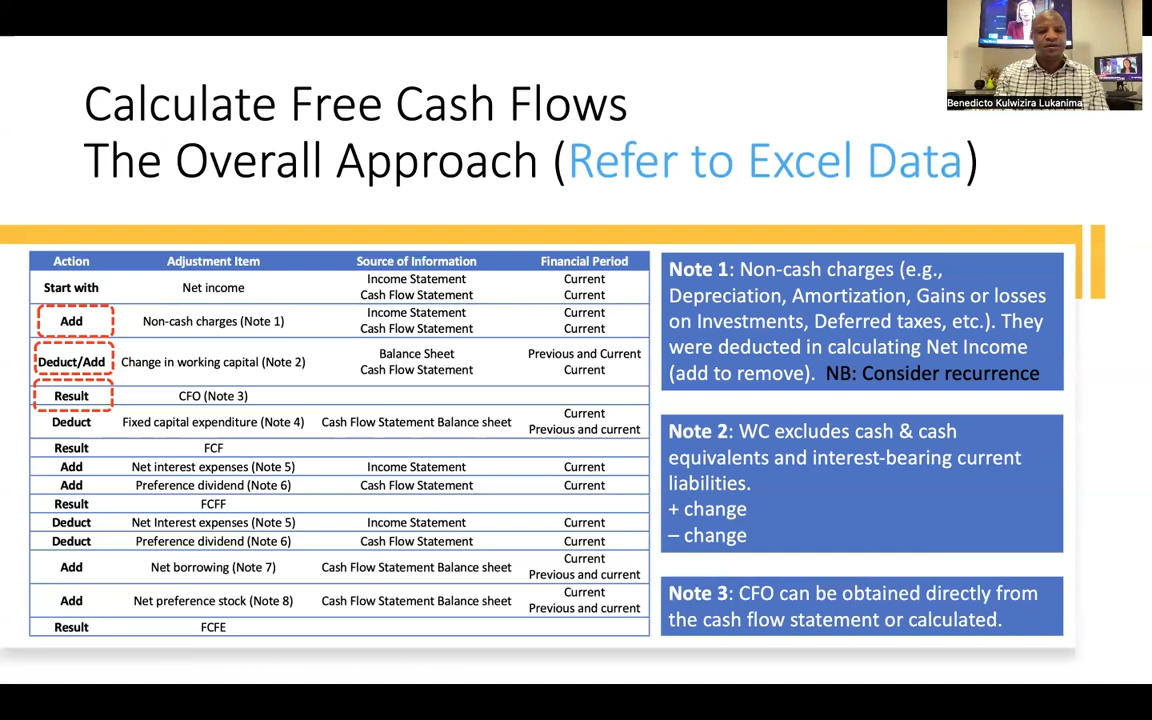 Benedicto Kulwizira Lukanima
Calculate Free Cash Flows
The Overall Approach (Refer to Excel Data)
Action Adjustment Item Source of Information Financial Period
Start with Net income Income Statement Current
Cash Flow Statement Current
Add Non-cash charges (Note 1) Income Statement Current
Cash Flow Statement Current
Deduct/Add Change in working capital (Note 2) Balance Sheet Previous and Current
Cash Flow Statement Current
Result CFO (Note 3)
Deduct Fixed capital expenditure (Note 4) Cash Flow Statement Balance sheet Current
Previous and current
Result FCF
Add Net interest expenses (Note 5) Income Statement Current
Add Preference dividend (Note 6) Cash Flow Statement Current
Result FCFF
Deduct Net Interest expenses (Note 5) Income Statement Current
Deduct Preference dividend (Note 6) Cash Flow Statement Current
Add Net borrowing (Note 7) Cash Flow Statement Balance sheet Current
Previous and current
Add Net preference stock (Note 8) Cash Flow Statement Balance sheet Current
Previous and current
Result FCFE
Note 1: Non-cash charges (e.g.,
Depreciation, Amortization, Gains or losses
on Investments, Deferred taxes, etc.). They
were deducted in calculating Net Income
(add to remove). NB: Consider recurrence
Note 2: WC excludes cash & cash
equivalents and interest-bearing current
liabilities.
+ change
– change
Note 3: CFO can be obtained directly from
the cash flow statement or calculated.